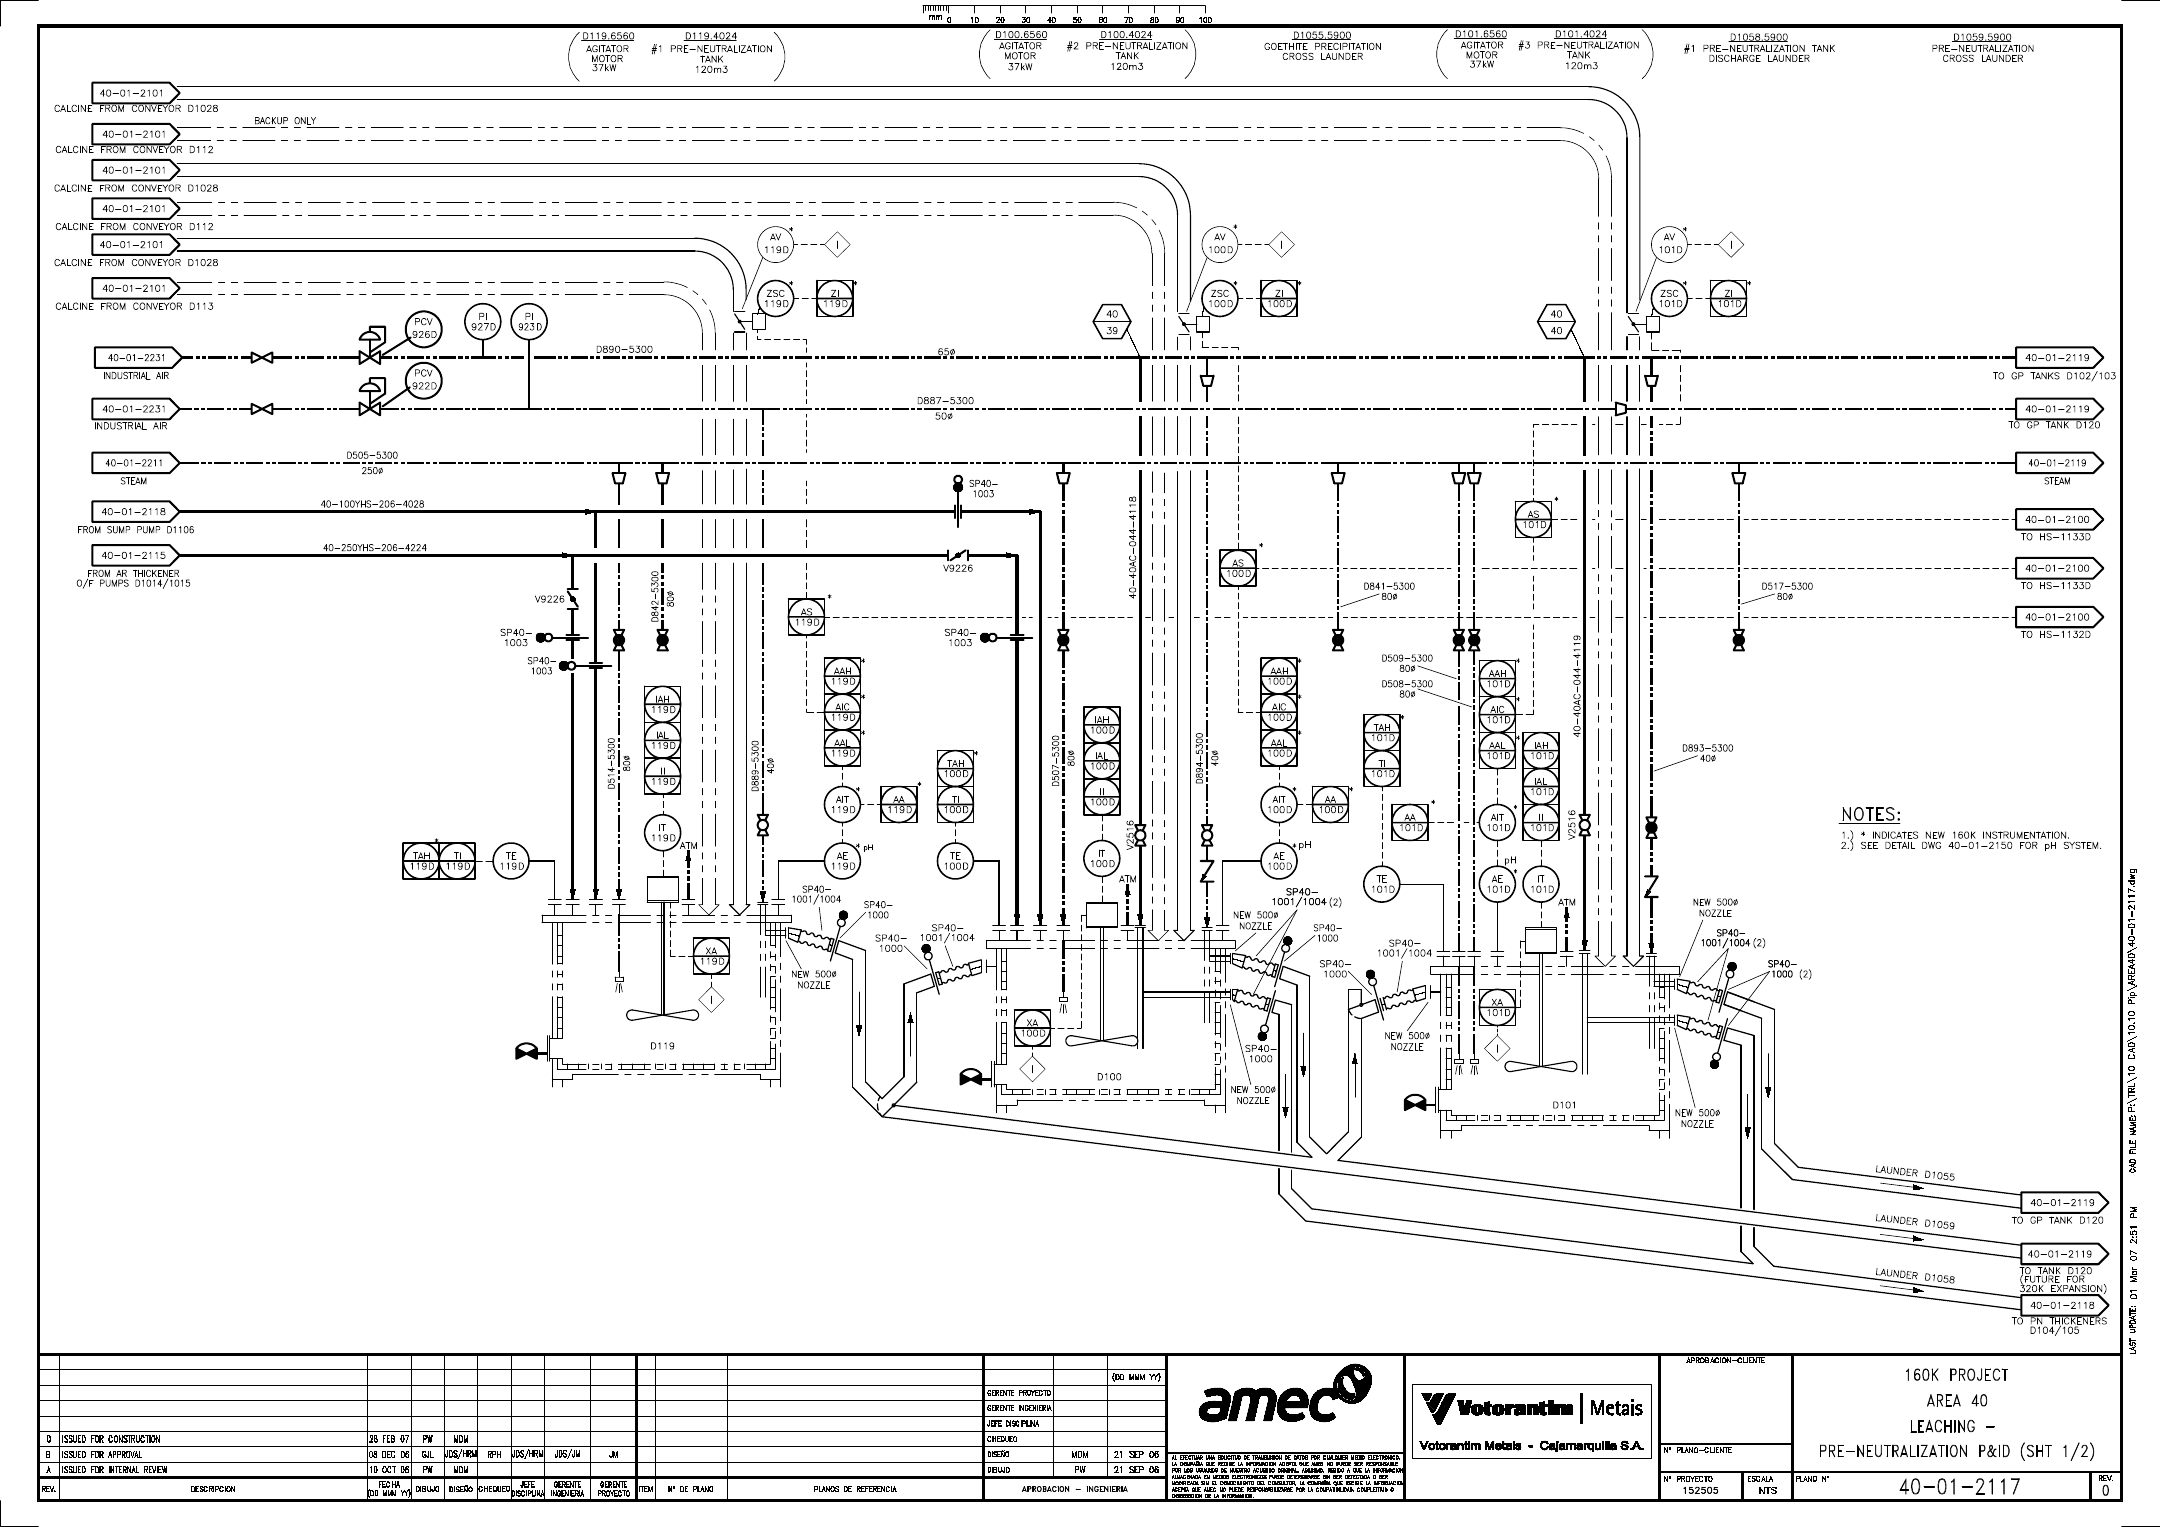 mm 0 10 20 30 40 50 60 70 80 90 100
D119.6560
AGITATOR
MOTOR
37kW
D119.4024
#1 PRE-NEUTRALIZATION
TANK
120m3
D100.6560
AGITATOR
MOTOR
37kW
D100.4024
#2 PRE-NEUTRALIZATION
TANK
120m3
D1055.5900
GOETHITE PRECIPITATION
CROSS LAUNDER
D101.6560
AGITATOR
MOTOR
37kW
D101.4024
#3 PRE-NEUTRALIZATION
TANK
120m3
D1058.5900
#1 PRE-NEUTRALIZATION TANK
DISCHARGE LAUNDER
D1059.5900
PRE-NEUTRALIZATION
CROSS LAUNDER
40-01-2101
CALCINE FROM CONVEYOR D1028
BACKUP ONLY
40-01-2101
CALCINE FROM CONVEYOR D112
40-01-2101
CALCINE FROM CONVEYOR D1028
40-01-2101
CALCINE FROM CONVEYOR D112
40-01-2101
CALCINE FROM CONVEYOR D1028
40-01-2101
CALCINE FROM CONVEYOR D113
AV
119D
*
I
ZSC
119D
*
ZI
119D
*
AV
100D
*
I
ZSC
100D
*
ZI
100D
*
AV
101D
*
I
ZSC
101D
*
ZI
101D
*
40
39
40
40
PCV
926D
PI
927D
PI
923D
PCV
922D
40-01-2231
INDUSTRIAL AIR
D890-5300
65ø
40-01-2119
TO GP TANKS D102/103
40-01-2231
INDUSTRIAL AIR
D887-5300
50ø
40-01-2119
TO GP TANK D120
40-01-2211
STEAM
D505-5300
250ø
40-01-2119
STEAM
40-01-2118
FROM SUMP PUMP D1106
40-100YHS-206-4028
SP40-
1003
40-01-2115
FROM AR THICKENER
O/F PUMPS D1014/1015
40-250YHS-206-4224
V9226
V9226
SP40-
1003
SP40-
1003
SP40-
1003
AS
101D
*
40-01-2100
TO HS-1133D
AS
100D
*
40-01-2100
TO HS-1133D
AS
119D
*
40-01-2100
TO HS-1132D
D842-5300
80ø
D514-5300
80ø
D889-5300
40ø
D507-5300
80ø
40-40AC-044-4118
D894-5300
40ø
D841-5300
80ø
D509-5300
80ø
D508-5300
80ø
40-40AC-044-4119
D893-5300
40ø
D517-5300
80ø
V2516
V2516
IAH
119D
IAL
119D
II
119D
IT
119D
AAH
119D
*
AIC
119D
*
AAL
119D
*
AIT
119D
*
AA
119D
*
AE
119D
* pH
TAH
119D
*
TI
119D
TE
119D
TAH
100D
*
TI
100D
TE
100D
IAH
100D
IAL
100D
II
100D
IT
100D
AAH
100D
*
AIC
100D
*
AAL
100D
*
AIT
100D
*
AA
100D
*
AE
100D
* pH
TAH
101D
*
TI
101D
TE
101D
AAH
101D
*
AIC
101D
*
AAL
101D
*
AIT
101D
*
AA
101D
*
pH
AE
101D
*
IAH
101D
IAL
101D
II
101D
IT
101D
ATM
ATM
ATM
XA
119D
I
D119
XA
100D
I
D100
XA
101D
I
D101
SP40-
1001/1004
SP40-
1000
NEW 500ø
NOZZLE
SP40-
1000
SP40-
1001/1004
NEW 500ø
NOZZLE
SP40-
1001/1004 (2)
SP40-
1000
SP40-
1000
NEW 500ø
NOZZLE
SP40-
1000
SP40-
1001/1004
NEW 500ø
NOZZLE
NEW 500ø
NOZZLE
SP40-
1001/1004 (2)
SP40-
1000 (2)
NEW 500ø
NOZZLE
NOTES:
1.) * INDICATES NEW 160K INSTRUMENTATION.
2.) SEE DETAIL DWG 40-01-2150 FOR pH SYSTEM.
LAUNDER D1055
40-01-2119
TO GP TANK D120
LAUNDER D1059
40-01-2119
TO TANK D120
(FUTURE FOR
320K EXPANSION)
LAUNDER D1058
40-01-2118
TO PN THICKENERS
D104/105
LAST UPDATE: 01 Mar 07 2:51 PM CAD FILE NAME: P:\TRL\10 CAD\10.10 Pip\AREA40\40-01-2117.dwg
0 ISSUED FOR CONSTRUCTION 28 FEB 07 PW MDM
B ISSUED FOR APPROVAL 08 DEC 06 GJL JDS/HRM RPH JDS/HRM JDS/JM JM
A ISSUED FOR INTERNAL REVIEW 10 OCT 06 PW MDM
REV. DESCRIPCION FECHA (DD MMM YY) DIBUJO DISEÑO CHEQUEO JEFE DISCIPLINA GERENTE INGENIERIA GERENTE PROYECTO
ITEM N° DE PLANO PLANOS DE REFERENCIA
(DD MMM YY)
GERENTE PROYECTO
GERENTE INGENIERIA
JEFE DISCIPLINA
CHEQUEO
DISEÑO MDM 21 SEP 06
DIBUJO PW 21 SEP 06
APROBACION - INGENIERIA
amec
Votorantim | Metais
Votorantim Metais - Cajamarquilla S.A.
APROBACION-CLIENTE
N° PLANO-CLIENTE
N° PROYECTO
152505
ESCALA
NTS
160K PROJECT
AREA 40
LEACHING -
PRE-NEUTRALIZATION P&ID (SHT 1/2)
PLANO N°
40-01-2117
REV.
0